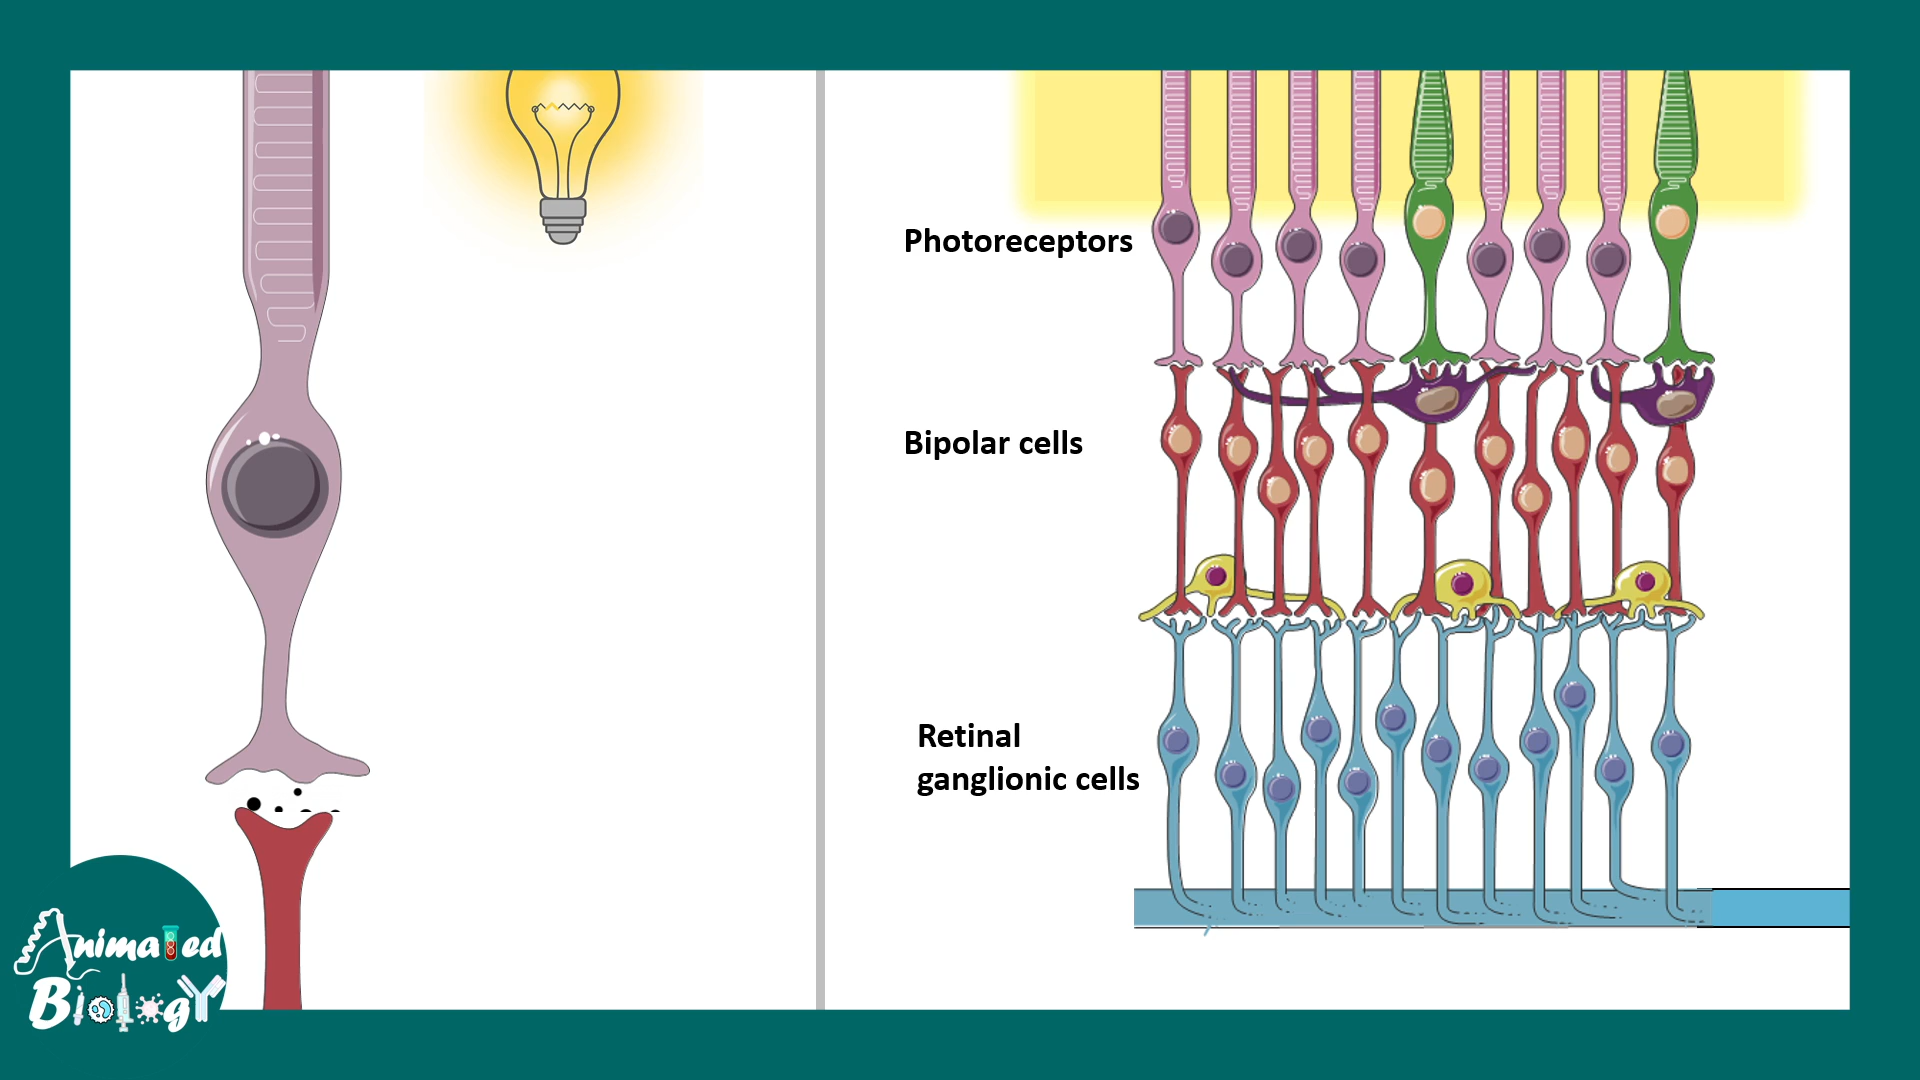 Photoreceptors
Bipolar cells
Retinal
ganglionic cells
Animated
Biology